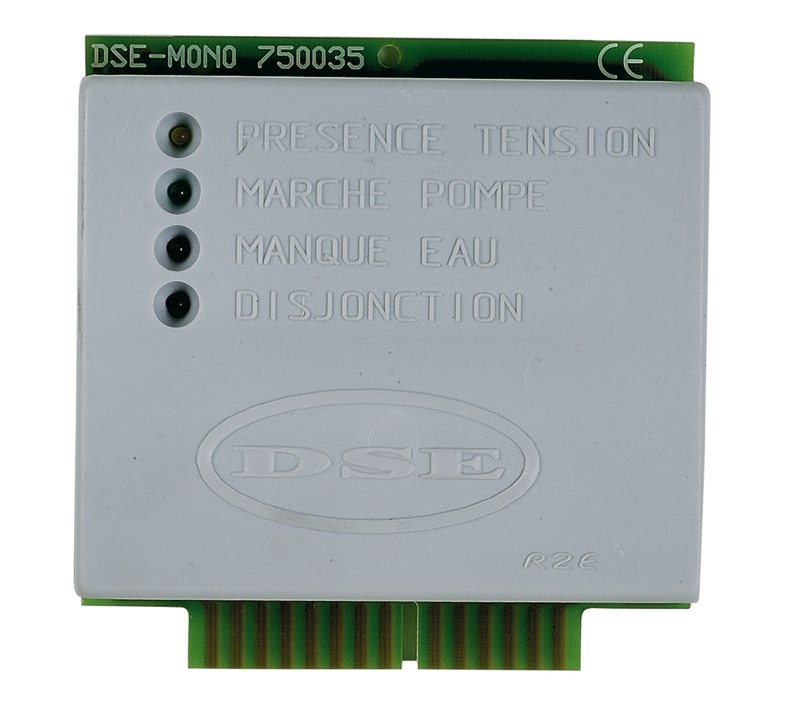 DSE-MONO 750035 CE
PRESENCE TENSION
MARCHE POMPE
MANQUE EAU
DISJONCTION
DSE
R2E